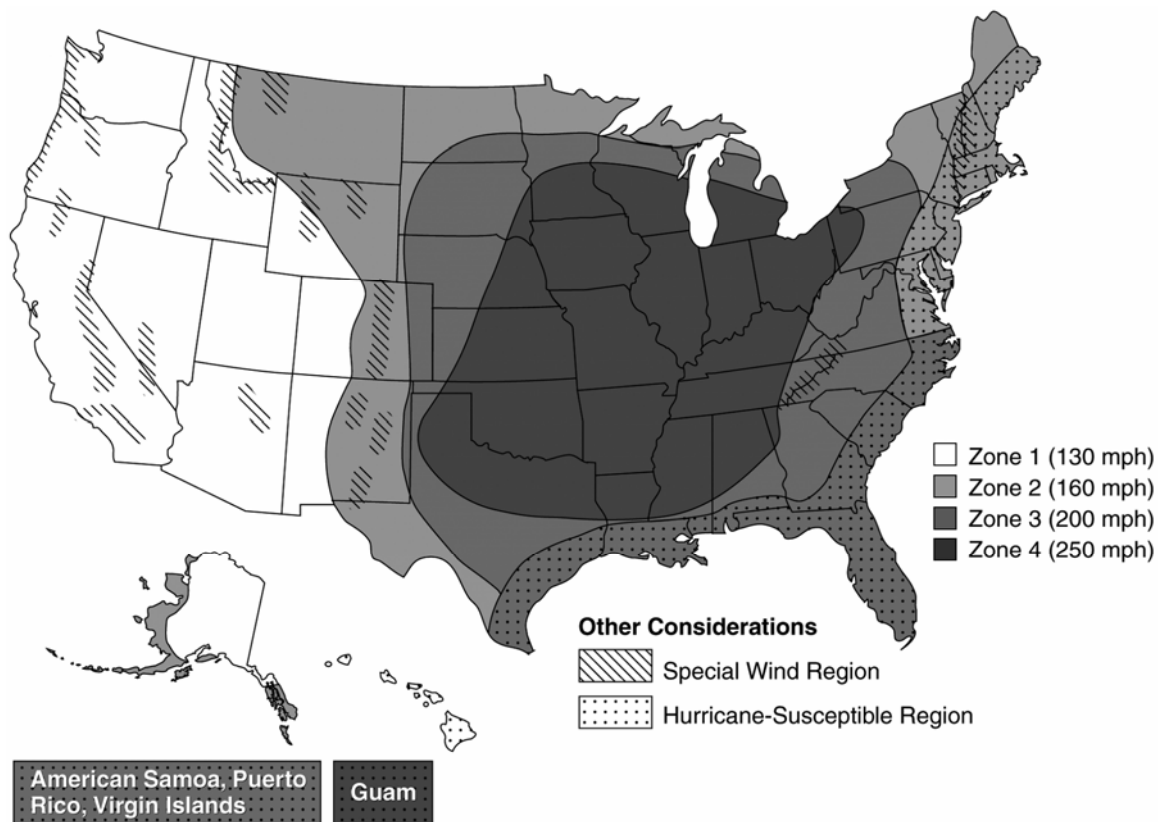 Zone 1 (130 mph)
Zone 2 (160 mph)
Zone 3 (200 mph)
Zone 4 (250 mph)
Other Considerations
Special Wind Region
Hurricane-Susceptible Region
American Samoa, Puerto
Rico, Virgin Islands
Guam